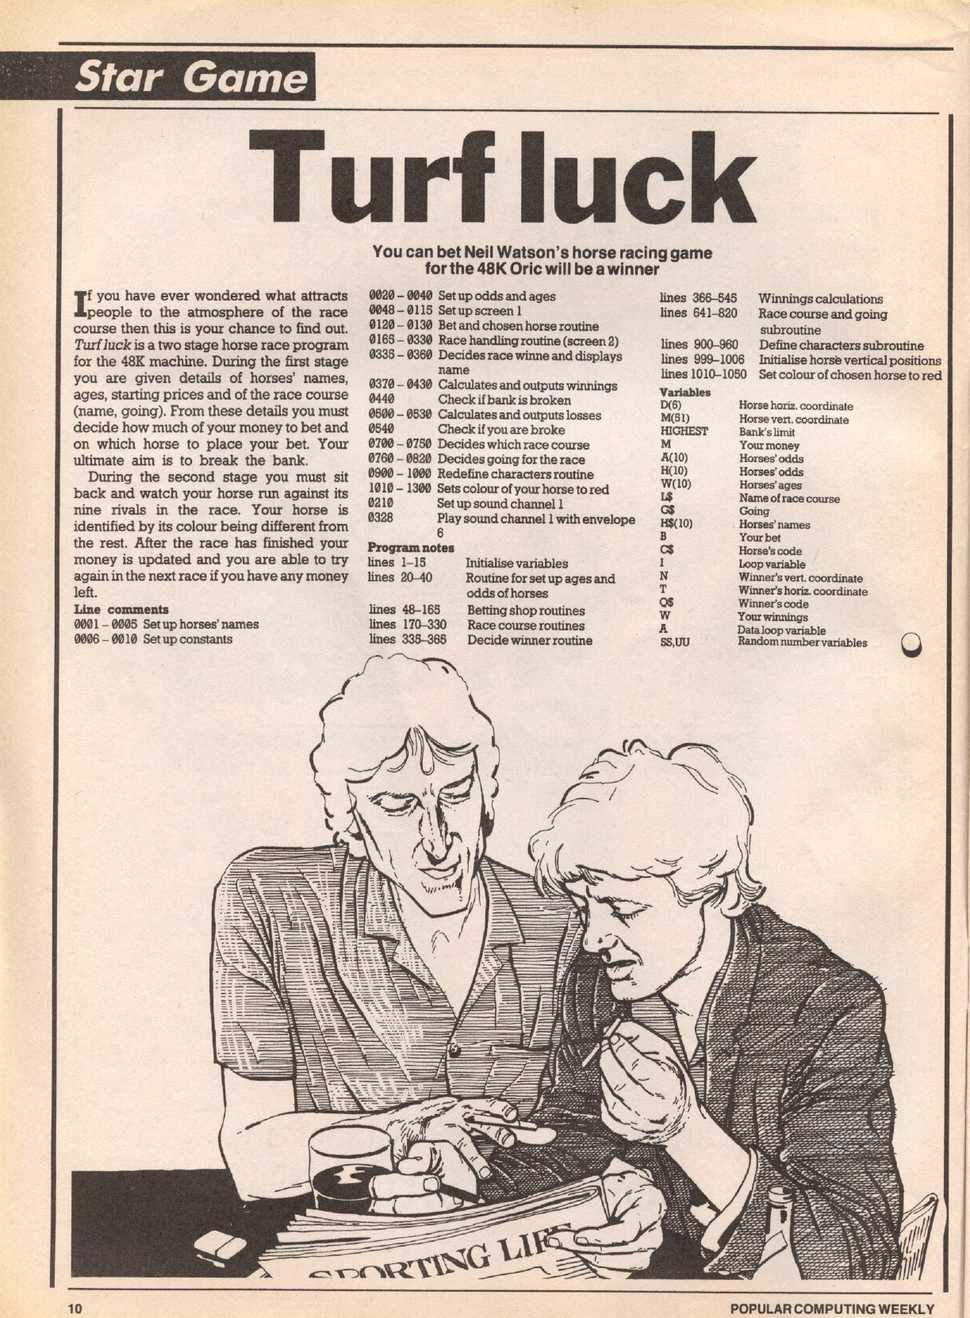 Star Game
Turf luck
You can bet Neil Watson's horse racing game
for the 48K Oric will be a winner
If you have ever wondered what attracts
people to the atmosphere of the race
course then this is your chance to find out.
Turf luck is a two stage horse race program
for the 48K machine. During the first stage
you are given details of horses' names,
ages, starting prices and of the race course
(name, going). From these details you must
decide how much of your money to bet and
on which horse to place your bet. Your
ultimate aim is to break the bank.
During the second stage you must sit
back and watch your horse run against its
nine rivals in the race. Your horse is
identified by its colour being different from
the rest. After the race has finished your
money is updated and you are able to try
again in the next race if you have any money
left.
Line comments
0001 – 0005 Set up horses' names
0006 – 0010 Set up constants
0020 – 0040 Set up odds and ages
0048 – 0115 Set up screen 1
0120 – 0130 Bet and chosen horse routine
0165 – 0330 Race handling routine (screen 2)
0335 – 0360 Decides race winne and displays
name
0370 – 0430 Calculates and outputs winnings
0440 Check if bank is broken
0500 – 0530 Calculates and outputs losses
0540 Check if you are broke
0700 – 0750 Decides which race course
0760 – 0820 Decides going for the race
0900 – 1000 Redefine characters routine
1010 – 1300 Sets colour of your horse to red
0210 Set up sound channel 1
0328 Play sound channel 1 with envelope
6
Program notes
lines 1–15 Initialise variables
lines 20–40 Routine for set up ages and
odds of horses
lines 48–165 Betting shop routines
lines 170–330 Race course routines
lines 335–365 Decide winner routine
lines 366–545 Winnings calculations
lines 641–820 Race course and going
subroutine
lines 900–960 Define characters subroutine
lines 999–1006 Initialise horse vertical positions
lines 1010–1050 Set colour of chosen horse to red
Variables
D(6) Horse horiz. coordinate
M(51) Horse vert. coordinate
HIGHEST Bank's limit
M Your money
A(10) Horses' odds
H(10) Horses' odds
W(10) Horses' ages
L$ Name of race course
G$ Going
H$(10) Horses' names
B Your bet
C$ Horse's code
I Loop variable
N Winner's vert. coordinate
T Winner's horiz. coordinate
Q$ Winner's code
W Your winnings
A Data loop variable
SS,UU Random number variables
SPORTING LIFE
10
POPULAR COMPUTING WEEKLY